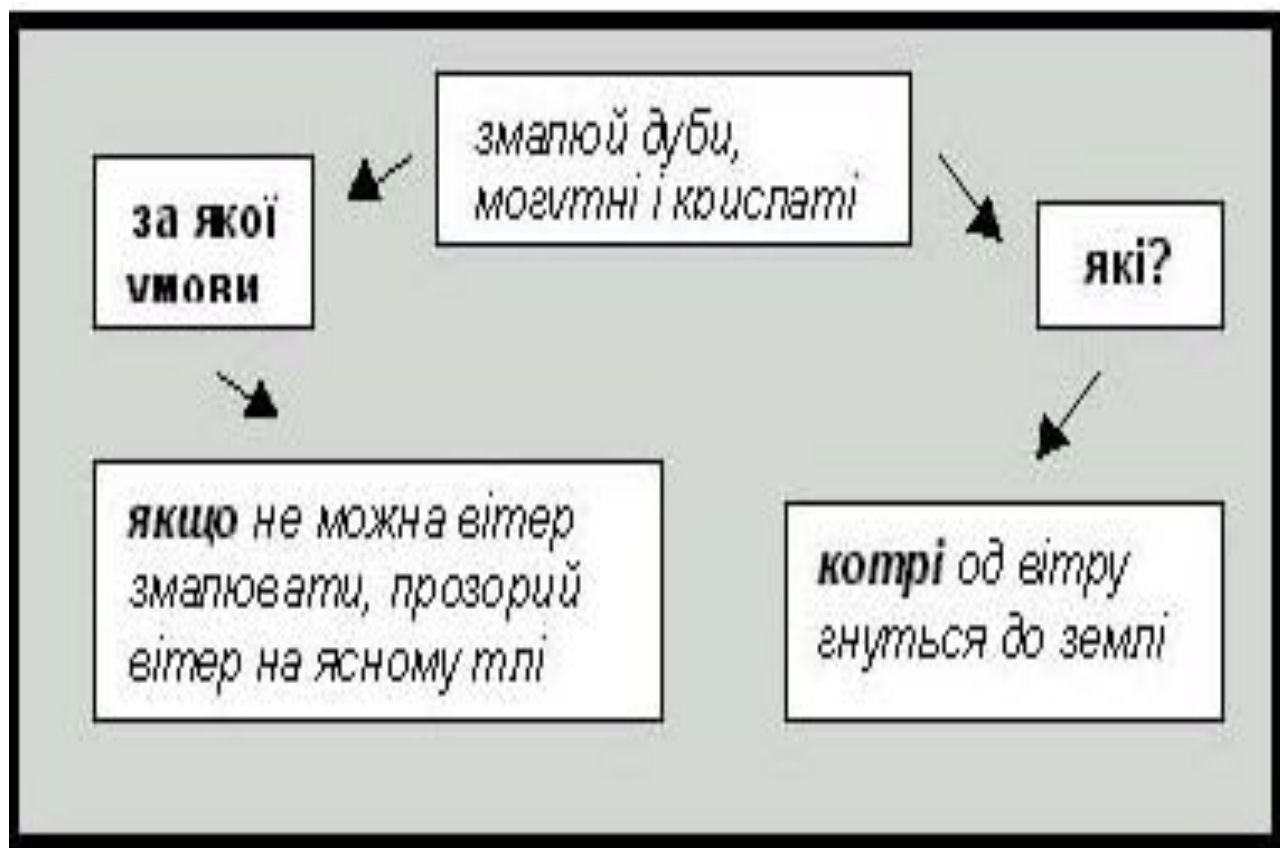 змалюй дуби,
могутні і крислаті
за якої
умови
які?
якщо не можна вітер
змалювати, прозорий
вітер на ясному тлі
котрі од вітру
гнуться до землі